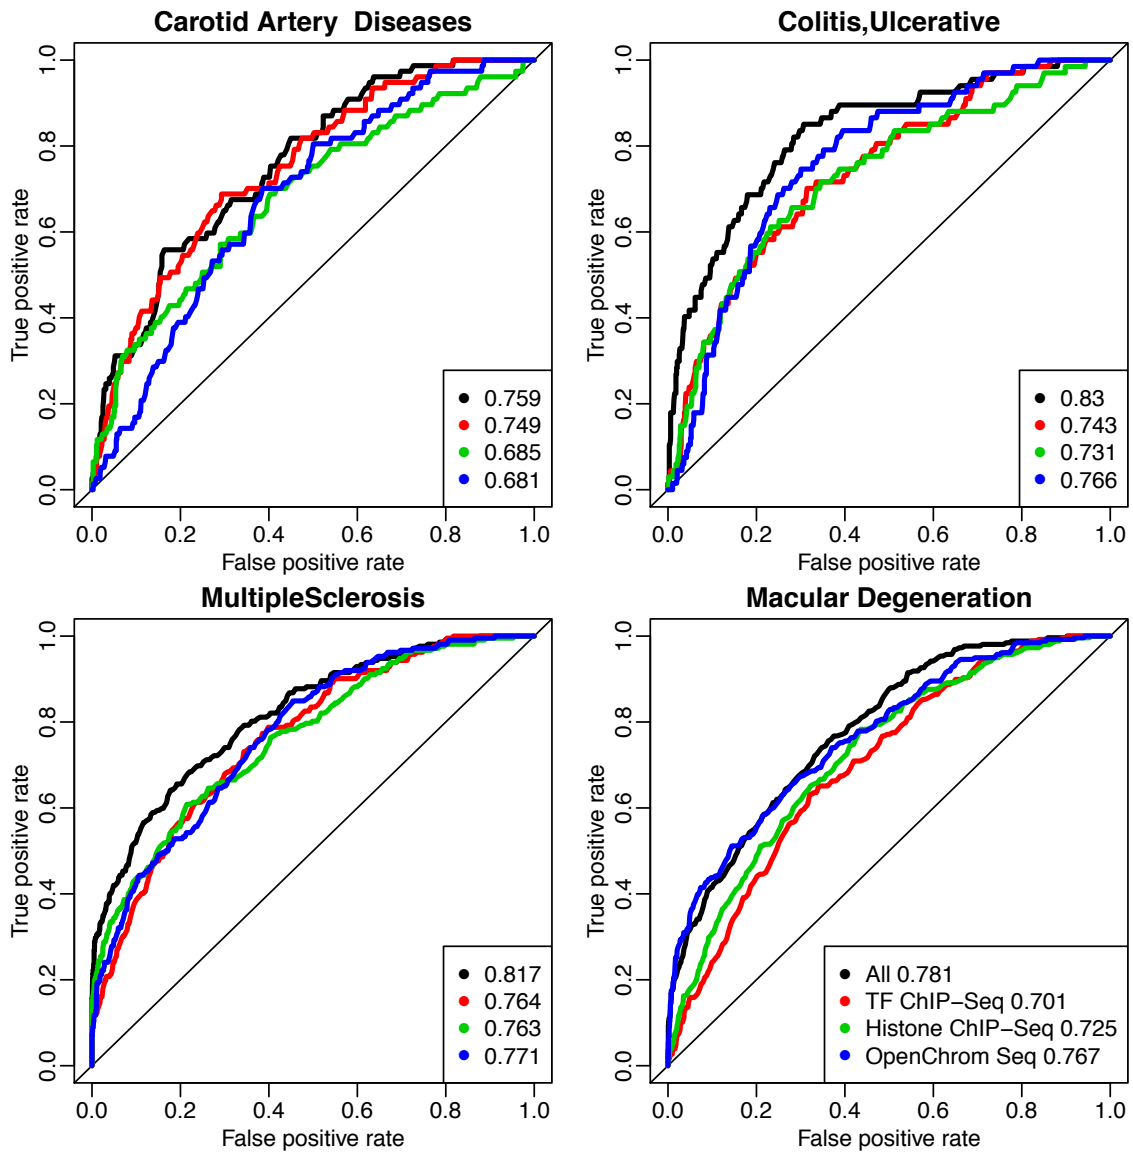 Carotid Artery  Diseases
True positive rate
1.0
0.8
0.6
0.4
0.2
0.0
0.759
0.749
0.685
0.681
0.0 0.2 0.4 0.6 0.8 1.0
False positive rate
Colitis,Ulcerative
True positive rate
1.0
0.8
0.6
0.4
0.2
0.0
0.83
0.743
0.731
0.766
0.0 0.2 0.4 0.6 0.8 1.0
False positive rate
MultipleSclerosis
True positive rate
1.0
0.8
0.6
0.4
0.2
0.0
0.817
0.764
0.763
0.771
0.0 0.2 0.4 0.6 0.8 1.0
False positive rate
Macular Degeneration
True positive rate
1.0
0.8
0.6
0.4
0.2
0.0
All 0.781
TF ChIP−Seq 0.701
Histone ChIP−Seq 0.725
OpenChrom Seq 0.767
0.0 0.2 0.4 0.6 0.8 1.0
False positive rate